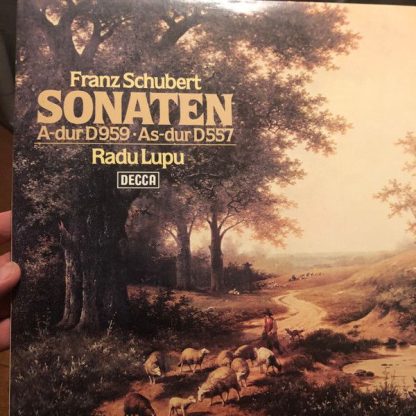 Franz Schubert
SONATEN
A-dur D959 · As-dur D557
Radu Lupu
DECCA